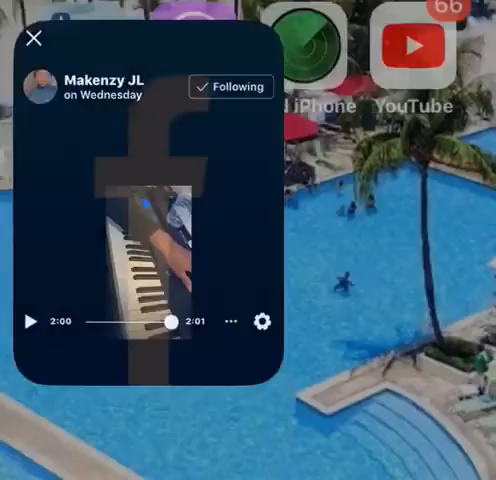 66
Makenzy JL
on Wednesday
Following
d iPhone
YouTube
2:00
2:01